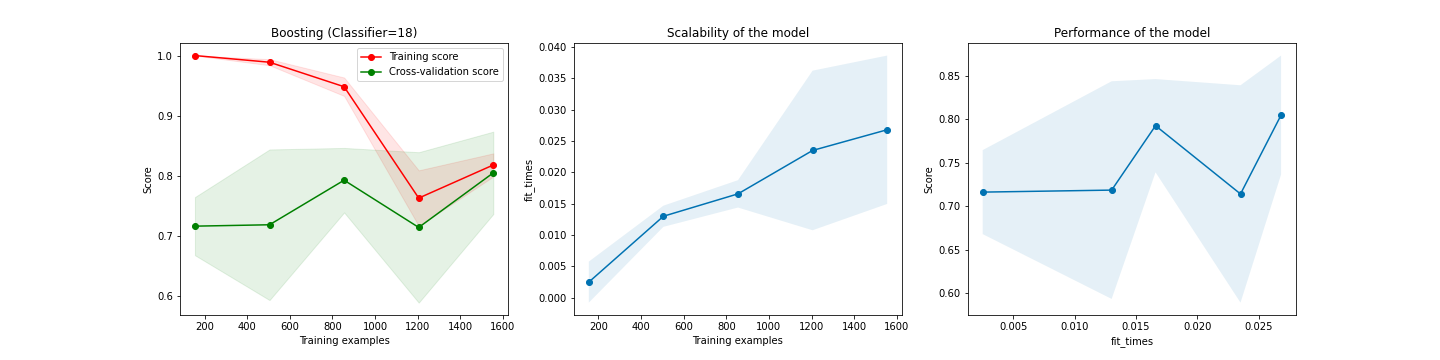 Boosting (Classifier=18)
Training score
Cross-validation score
Score
1.0
0.9
0.8
0.7
0.6
200 400 600 800 1000 1200 1400 1600
Training examples
Scalability of the model
fit_times
0.040
0.035
0.030
0.025
0.020
0.015
0.010
0.005
0.000
200 400 600 800 1000 1200 1400 1600
Training examples
Performance of the model
Score
0.85
0.80
0.75
0.70
0.65
0.60
0.005 0.010 0.015 0.020 0.025
fit_times